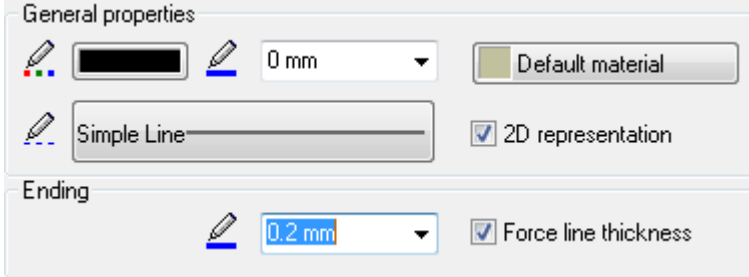 General properties
0 mm
Default material
Simple Line
2D representation
Ending
0.2 mm
Force line thickness